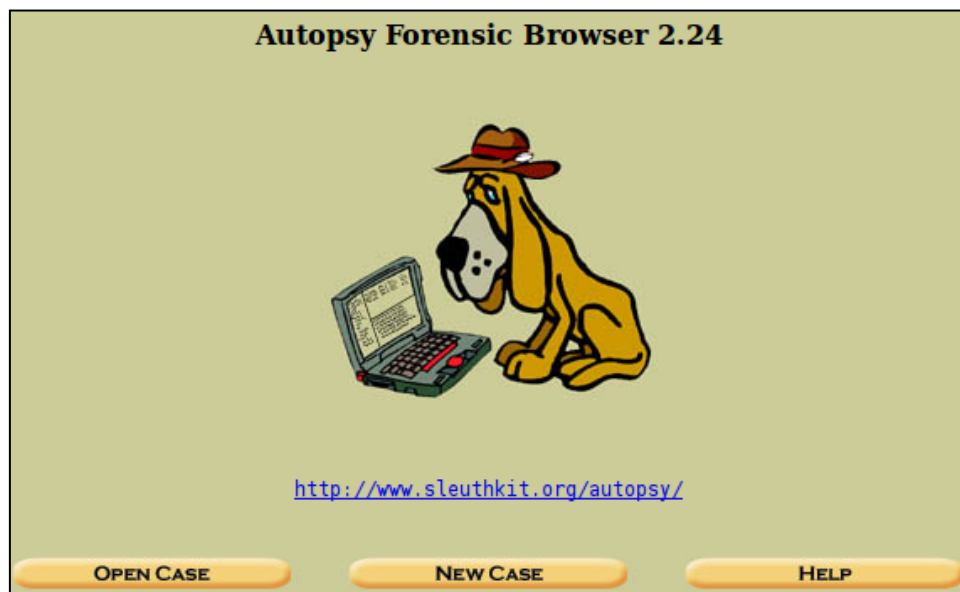 Autopsy Forensic Browser 2.24
http://www.sleuthkit.org/autopsy/
OPEN CASE
NEW CASE
HELP